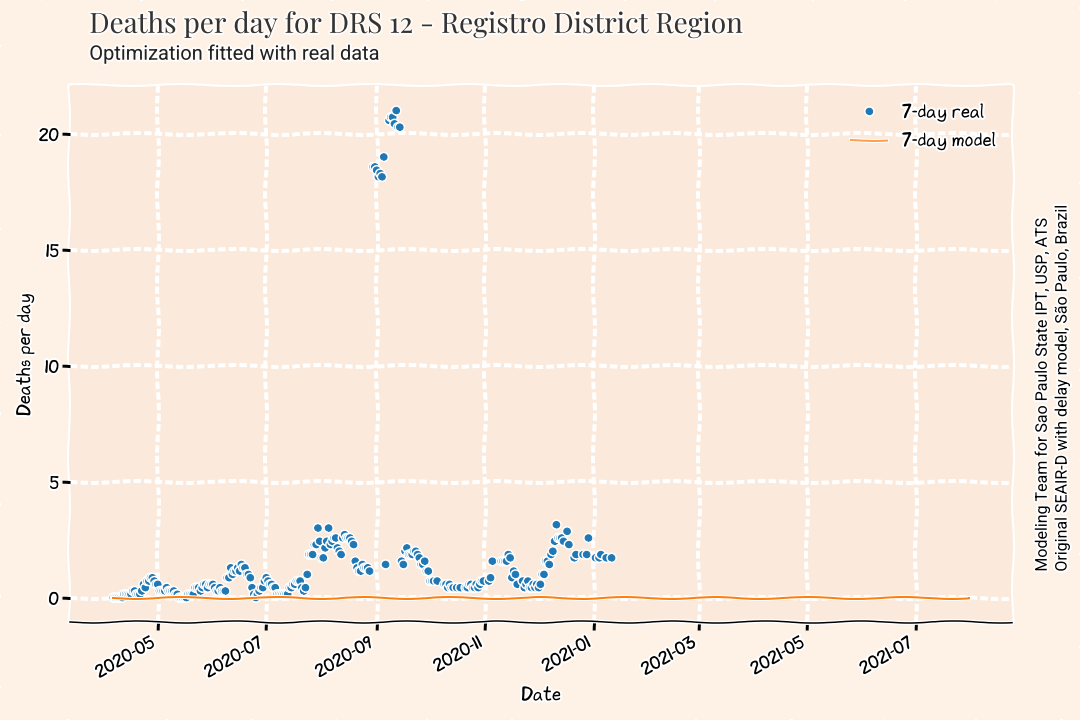 Deaths per day for DRS 12 - Registro District Region
Optimization fitted with real data
7-day real
7-day model
20
15
10
5
0
Deaths per day
2020-05
2020-07
2020-09
2020-11
2021-01
2021-03
2021-05
2021-07
Date
Modeling Team for Sao Paulo State IPT, USP, ATS
Original SEAIR-D with delay model, São Paulo, Brazil